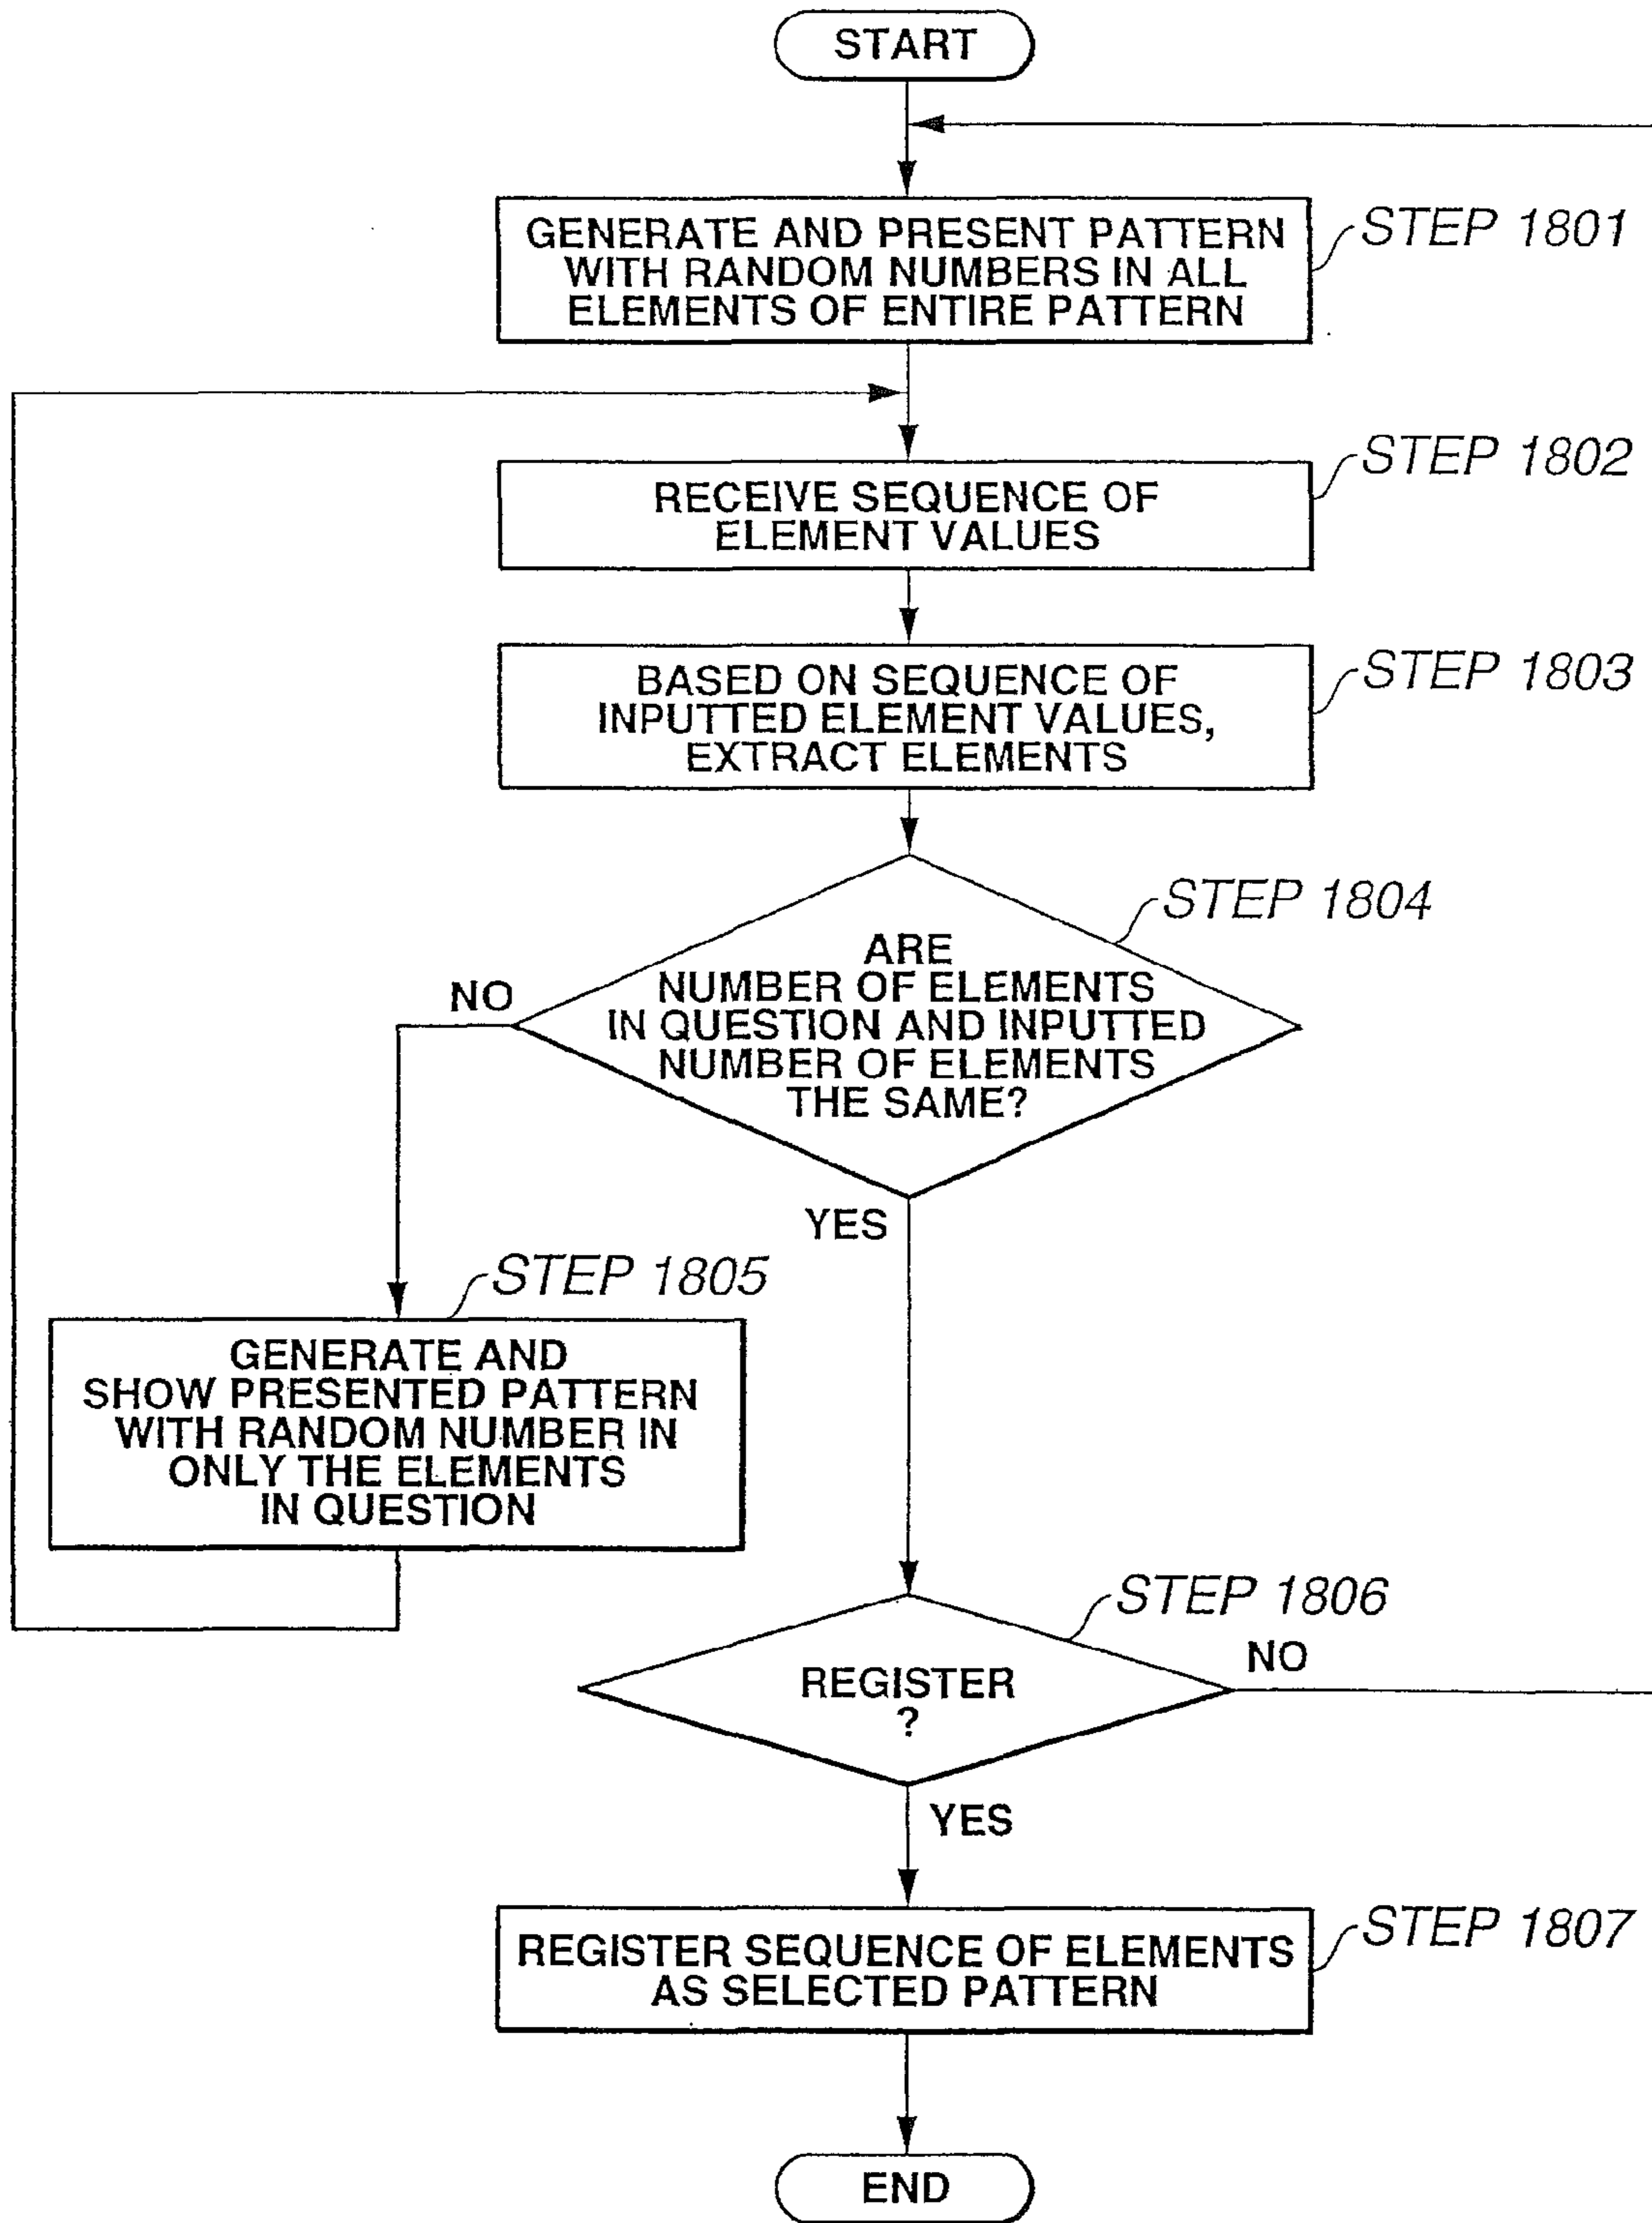 START
GENERATE AND PRESENT PATTERN
WITH RANDOM NUMBERS IN ALL
ELEMENTS OF ENTIRE PATTERN
STEP 1801
RECEIVE SEQUENCE OF
ELEMENT VALUES
STEP 1802
BASED ON SEQUENCE OF
INPUTTED ELEMENT VALUES,
EXTRACT ELEMENTS
STEP 1803
ARE
NUMBER OF ELEMENTS
IN QUESTION AND INPUTTED
NUMBER OF ELEMENTS
THE SAME?
STEP 1804
NO
YES
STEP 1805
GENERATE AND
SHOW PRESENTED PATTERN
WITH RANDOM NUMBER IN
ONLY THE ELEMENTS
IN QUESTION
STEP 1806
REGISTER
?
NO
YES
REGISTER SEQUENCE OF ELEMENTS
AS SELECTED PATTERN
STEP 1807
END